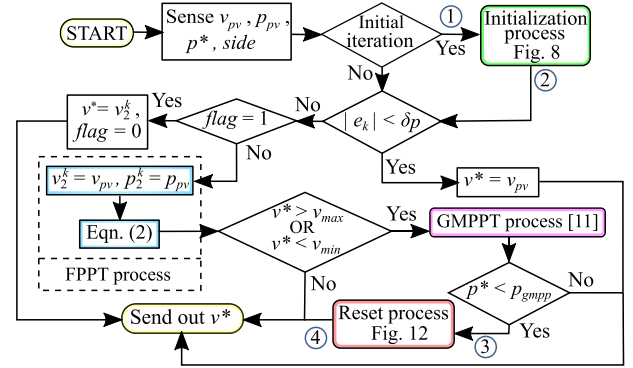 START
Sense v_pv, p_pv,
p*, side
Initial
iteration
1
Yes
Initialization
process
Fig. 8
No
2
v* = v_2^k,
flag = 0
Yes
flag = 1
No
| e_k | < δp
No
Yes
v_2^k = v_pv, p_2^k = p_pv
v* = v_pv
Eqn. (2)
FPPT process
v* > v_max
OR
v* < v_min
Yes
GMPPT process [11]
No
p* < p_gmpp
No
Yes
Send out v*
4
Reset process
Fig. 12
3